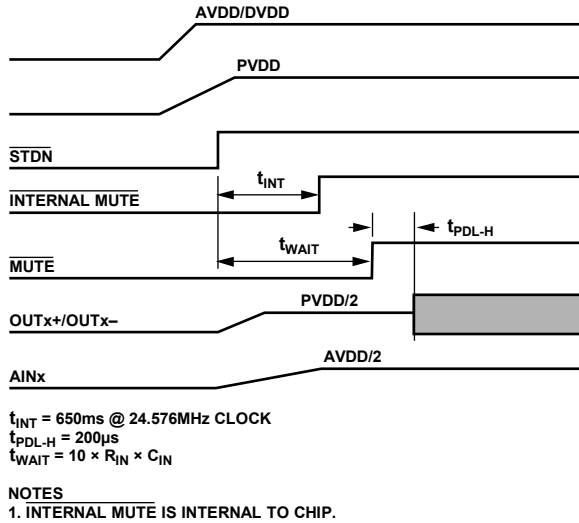 AVDD/DVDD
PVDD
STDN
tINT
INTERNAL MUTE
tPDL-H
tWAIT
MUTE
PVDD/2
OUTx+/OUTx–
AVDD/2
AINx
tINT = 650ms @ 24.576MHz CLOCK
tPDL-H = 200µs
tWAIT = 10 × RIN × CIN
NOTES
1. INTERNAL MUTE IS INTERNAL TO CHIP.